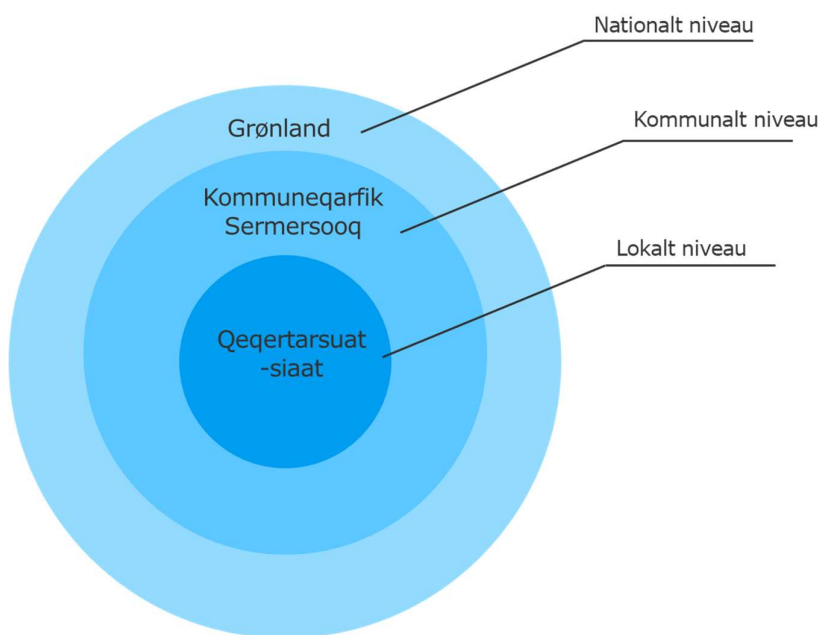 Nationalt niveau
Grønland
Kommunalt niveau
Kommuneqarfik
Sermersooq
Lokalt niveau
Qeqertarsuat
-siaat